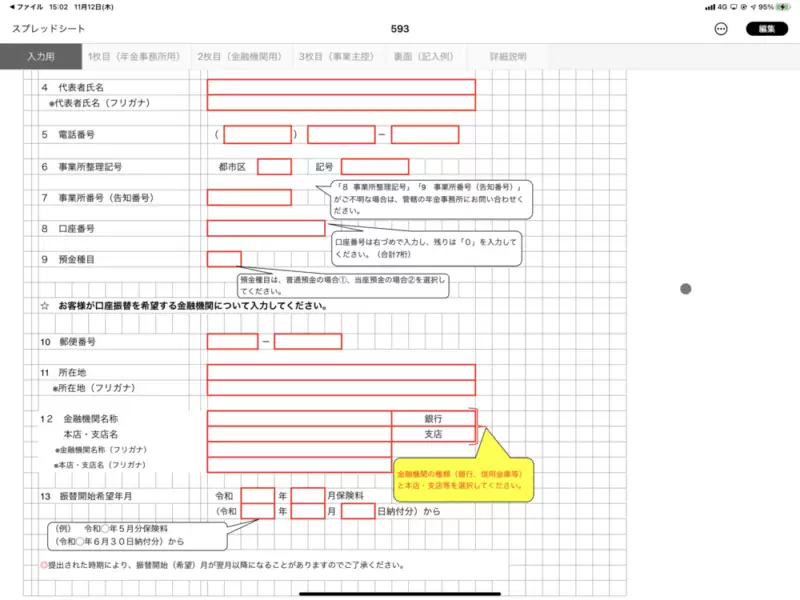 ◀ファイル 15:02 11月12日(木)
4G 95%
スプレッドシート
593
編集
入力用 1枚目（年金事務所用） 2枚目（金融機関用） 3枚目（事業主控） 裏面（記入例） 詳細説明
4 代表者氏名
※代表者氏名（フリガナ）
5 電話番号 （ ） －
6 事業所整理記号 都市区 記号
7 事業所番号（告知番号）
「８ 事業所整理記号」「９ 事業所番号（告知番号）」
がご不明な場合は、管轄の年金事務所にお問い合わせく
ださい。
8 口座番号
口座番号は右づめで入力し、残りは「０」を入力して
ください。（合計7桁）
9 預金種目
預金種目は、普通預金の場合①、当座預金の場合②を選択し
てください。
☆ お客様が口座振替を希望する金融機関について入力してください。
10 郵便番号 －
11 所在地
※所在地（フリガナ）
12 金融機関名称 銀行
本店・支店名 支店
※金融機関名称（フリガナ）
※本店・支店名（フリガナ）
金融機関の種類（銀行、信用金庫等）
と本店・支店等を選択してください。
13 振替開始希望年月 令和 年 月保険料
（令和 年 月 日納付分）から
（例） 令和〇年５月分保険料
（令和〇年６月３０日納付分）から
◎提出された時期により、振替開始（希望）月が翌月以降になることがありますのでご了承ください。